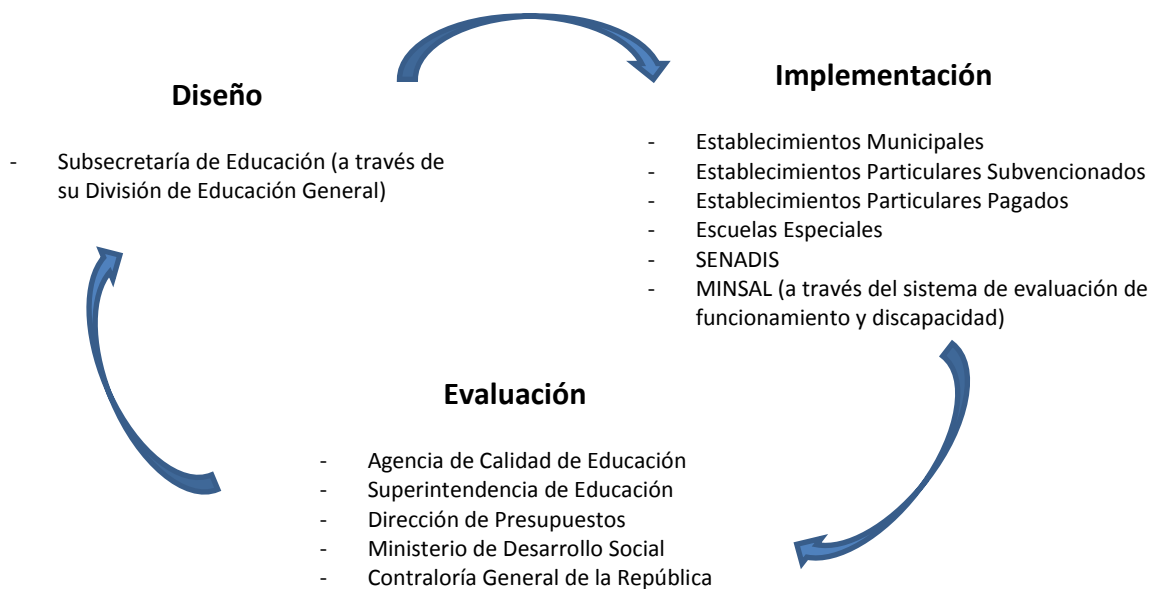 Diseño
- Subsecretaría de Educación (a través de
su División de Educación General)
Implementación
- Establecimientos Municipales
- Establecimientos Particulares Subvencionados
- Establecimientos Particulares Pagados
- Escuelas Especiales
- SENADIS
- MINSAL (a través del sistema de evaluación de
funcionamiento y discapacidad)
Evaluación
- Agencia de Calidad de Educación
- Superintendencia de Educación
- Dirección de Presupuestos
- Ministerio de Desarrollo Social
- Contraloría General de la República